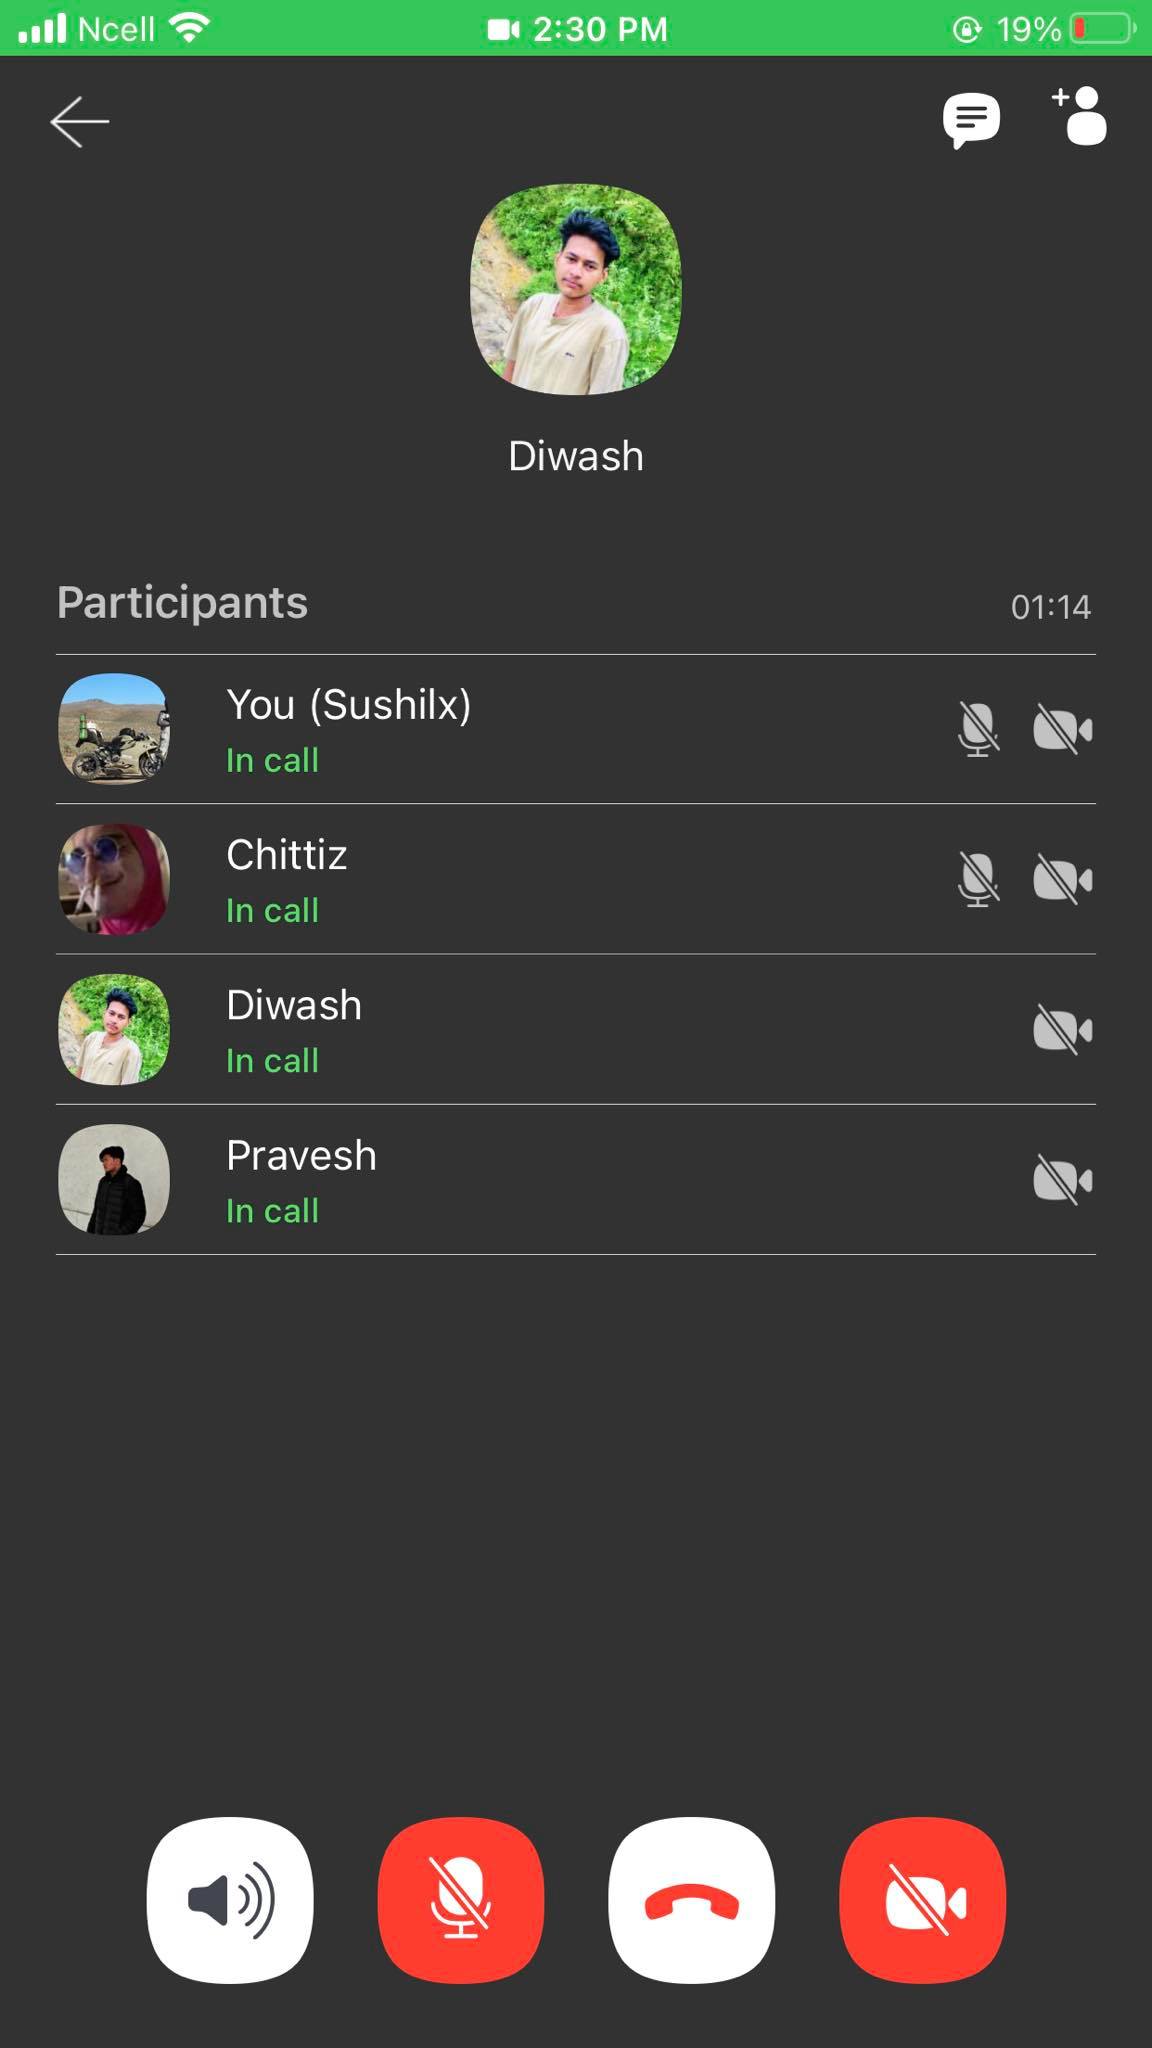 Ncell 2:30 PM 19%
Diwash
Participants 01:14
You (Sushilx)
In call
Chittiz
In call
Diwash
In call
Pravesh
In call